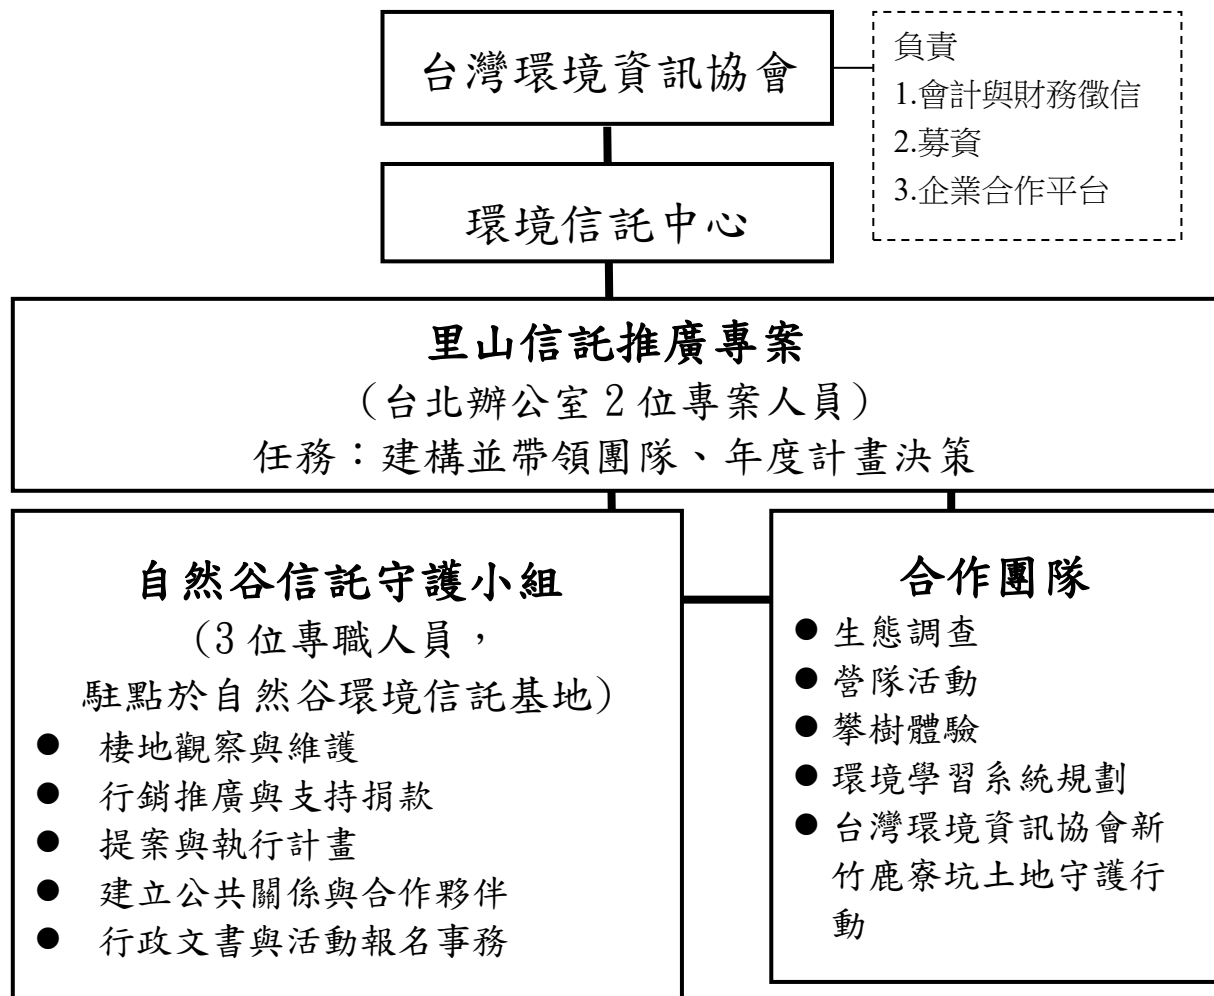 台灣環境資訊協會
負責
1.會計與財務徵信
2.募資
3.企業合作平台
環境信託中心
里山信託推廣專案
（台北辦公室 2 位專案人員）
任務：建構並帶領團隊、年度計畫決策
自然谷信託守護小組
（3 位專職人員，
駐點於自然谷環境信託基地）
● 棲地觀察與維護
● 行銷推廣與支持捐款
● 提案與執行計畫
● 建立公共關係與合作夥伴
● 行政文書與活動報名事務
合作團隊
● 生態調查
● 營隊活動
● 攀樹體驗
● 環境學習系統規劃
● 台灣環境資訊協會新
竹鹿寮坑土地守護行
動